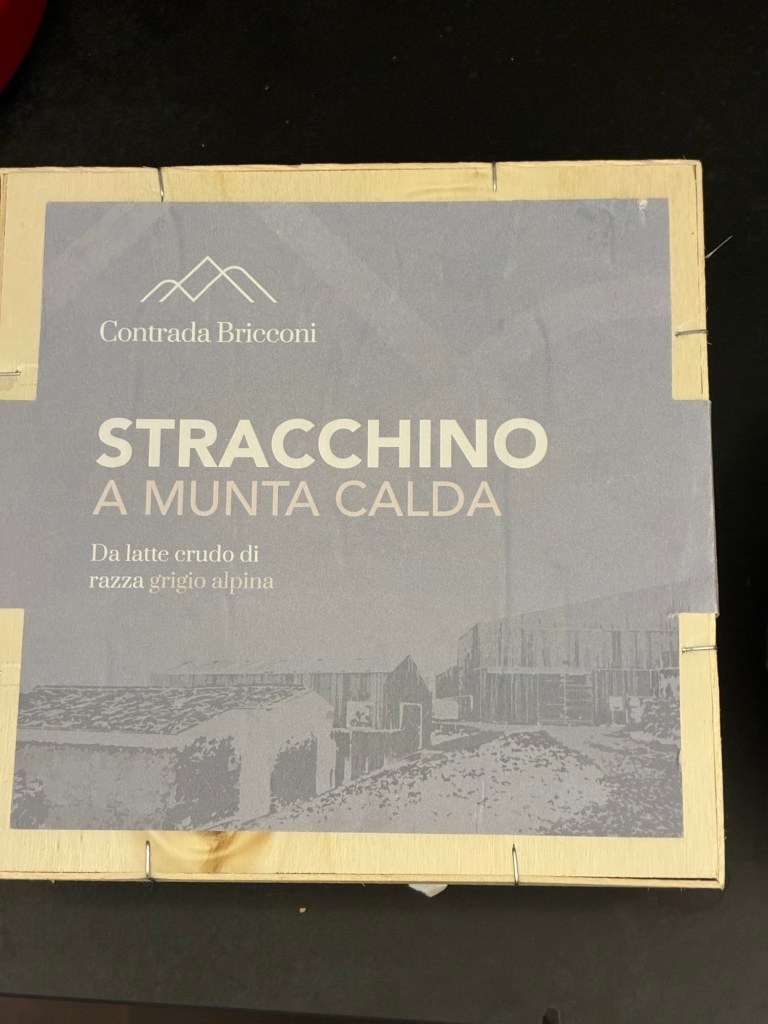 Contrada Bricconi
STRACCHINO
A MUNTA CALDA
Da latte crudo di
razza grigio alpina